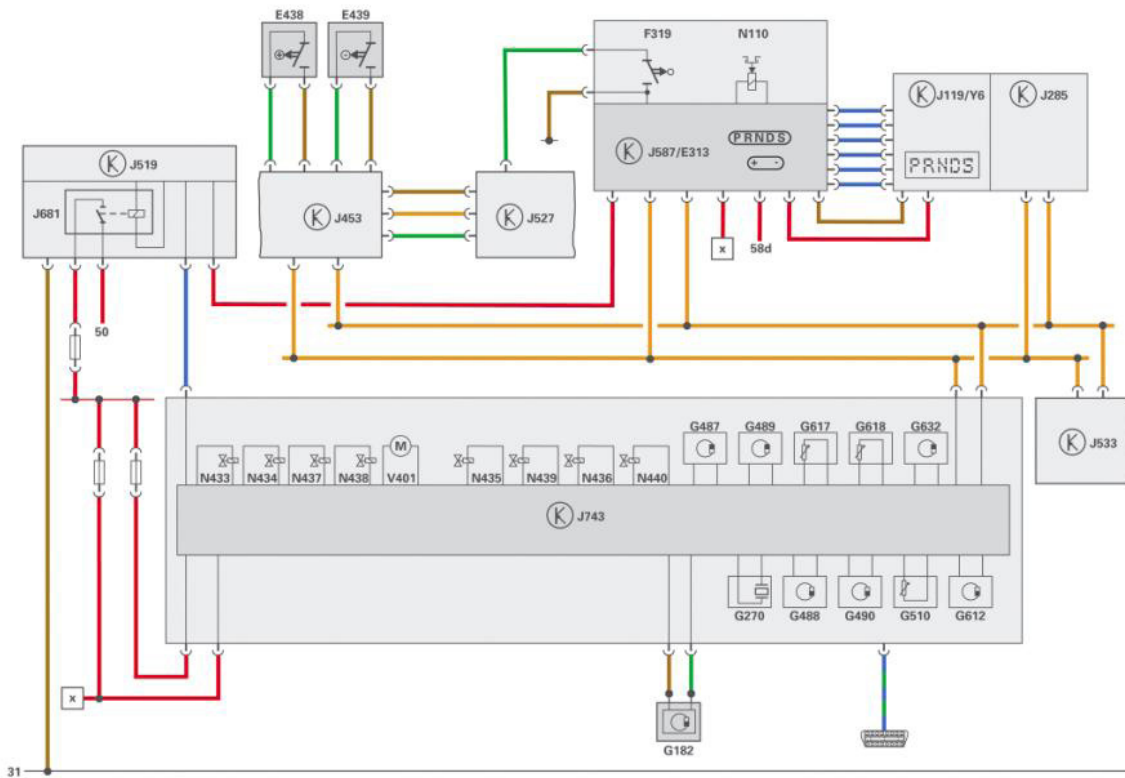 E438 E439
F319 N110
J519
J681
J453
J527
J587/E313
PRNDS
+ -
J119/Y6
PRNDS
J285
x
58d
50
J533
G487 G489 G617 G618 G632
N433 N434 N437 N438 V401 N435 N439 N436 N440
M
J743
G270 G488 G490 G510 G612
x
G182
31